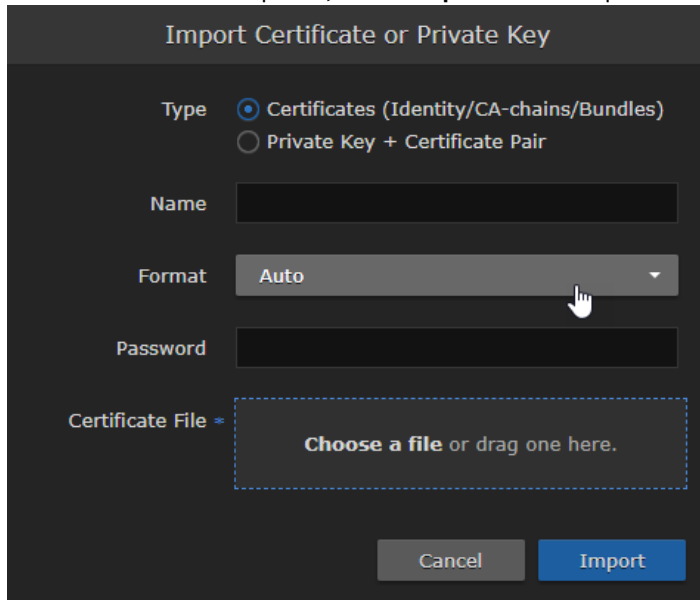 Import Certificate or Private Key
Type
Certificates (Identity/CA-chains/Bundles)
Private Key + Certificate Pair
Name
Format
Auto
Password
Certificate File *
Choose a file or drag one here.
Cancel
Import